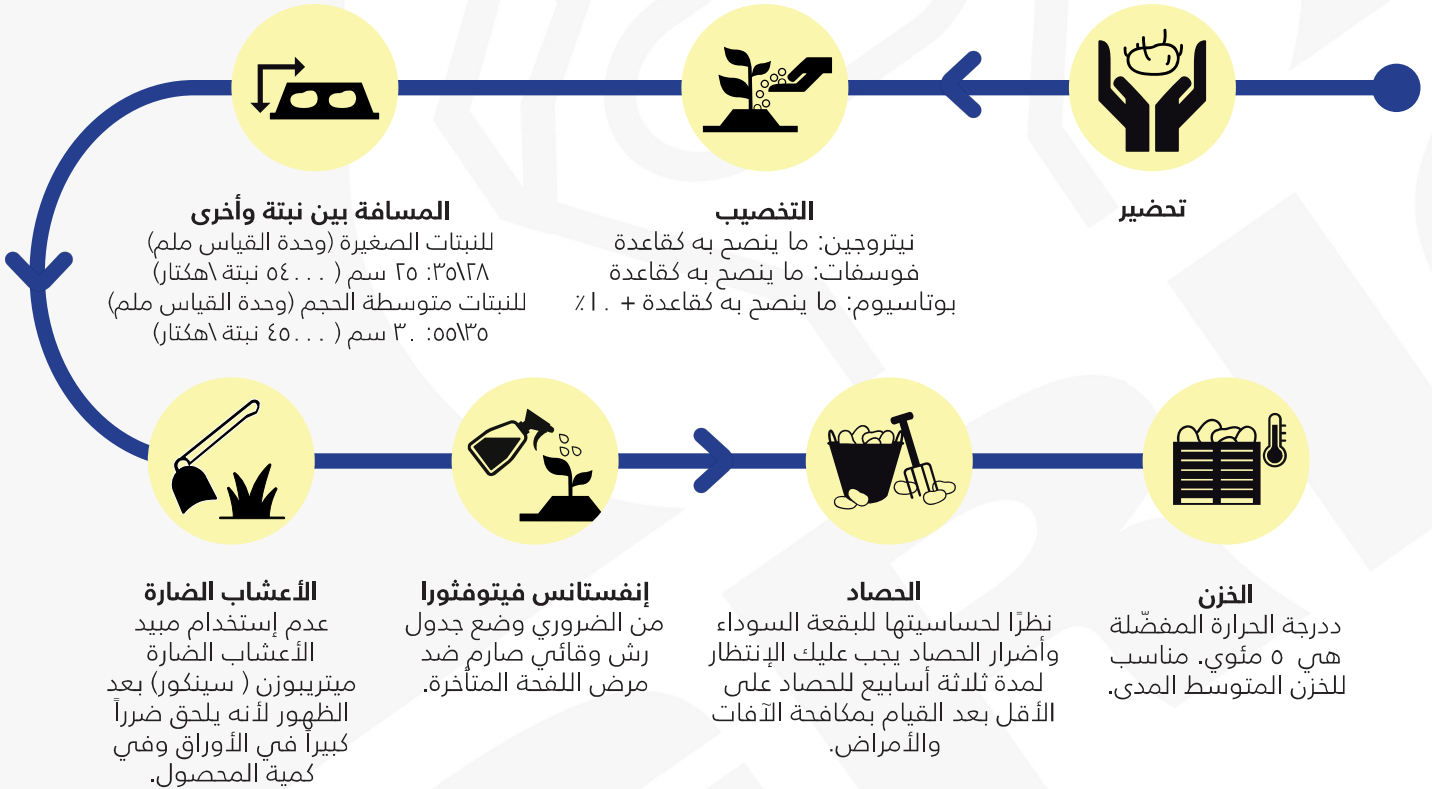 تحضير
التخصيب
نيتروجين: ما ينصح به كقاعدة
فوسفات: ما ينصح به كقاعدة
بوتاسيوم: ما ينصح به كقاعدة + ١٠٪
المسافة بين نبتة وأخرى
للنبتات الصغيرة (وحدة القياس ملم)
٣٥\٢٨: ٢٥ سم ( ٥٤٠٠٠ نبتة \هكتار)
للنبتات متوسطة الحجم (وحدة القياس ملم)
٥٥\٣٥: ٣٠ سم ( ٤٥٠٠٠ نبتة \هكتار)
الأعشاب الضارة
عدم إستخدام مبيد
الأعشاب الضارة
ميتريبوزن ( سينكور) بعد
الظهور لأنه يلحق ضرراً
كبيراً في الأوراق وفي
كمية المحصول.
إنفستانس فيتوفثورا
من الضروري وضع جدول
رش وقائي صارم ضد
مرض اللفحة المتأخرة.
الحصاد
نظرًا لحساسيتها للبقعة السوداء
وأضرار الحصاد يجب عليك الإنتظار
لمدة ثلاثة أسابيع للحصاد على
الأقل بعد القيام بمكافحة الآفات
والأمراض.
الخزن
ددرجة الحرارة المفضّلة
هي ٥ مئوي. مناسب
للخزن المتوسط المدى.